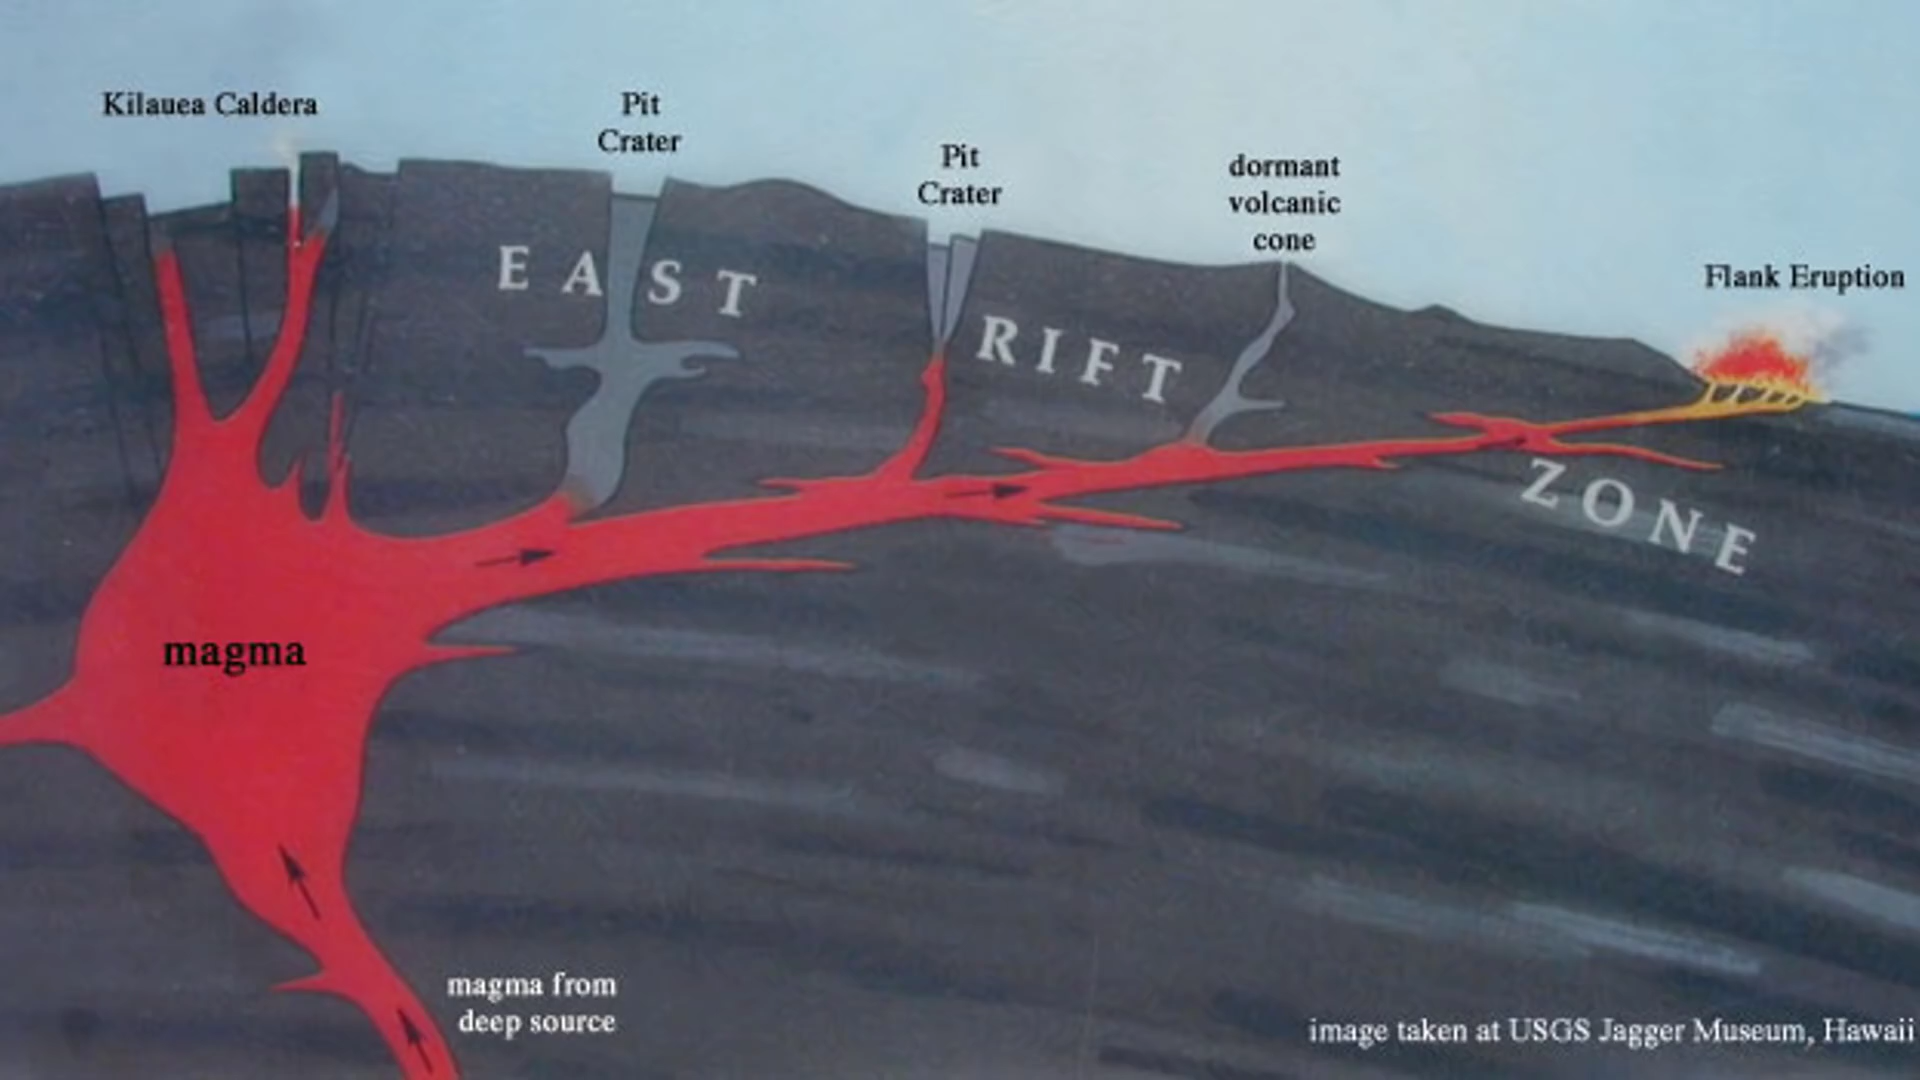 Kilauea Caldera
Pit
Crater
Pit
Crater
dormant
volcanic
cone
Flank Eruption
EAST
RIFT
ZONE
magma
magma from
deep source
image taken at USGS Jagger Museum, Hawaii